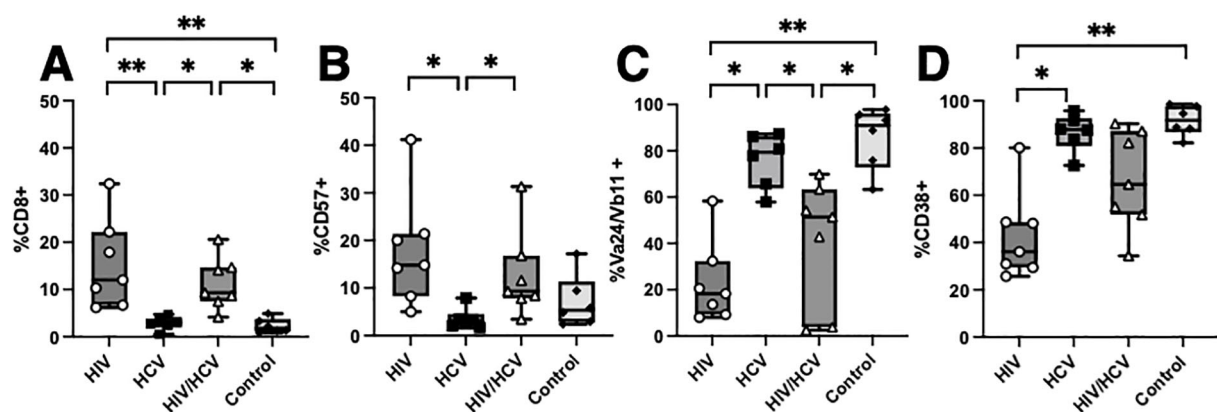 A
**
** * *
%CD8+
50
40
30
20
10
0
HIV
HCV
HIV/HCV
Control
B
* *
%CD57+
50
40
30
20
10
0
HIV
HCV
HIV/HCV
Control
C
**
* * *
%Va24/Vb11 +
100
80
60
40
20
0
HIV
HCV
HIV/HCV
Control
D
**
*
%CD38+
100
80
60
40
20
0
HIV
HCV
HIV/HCV
Control